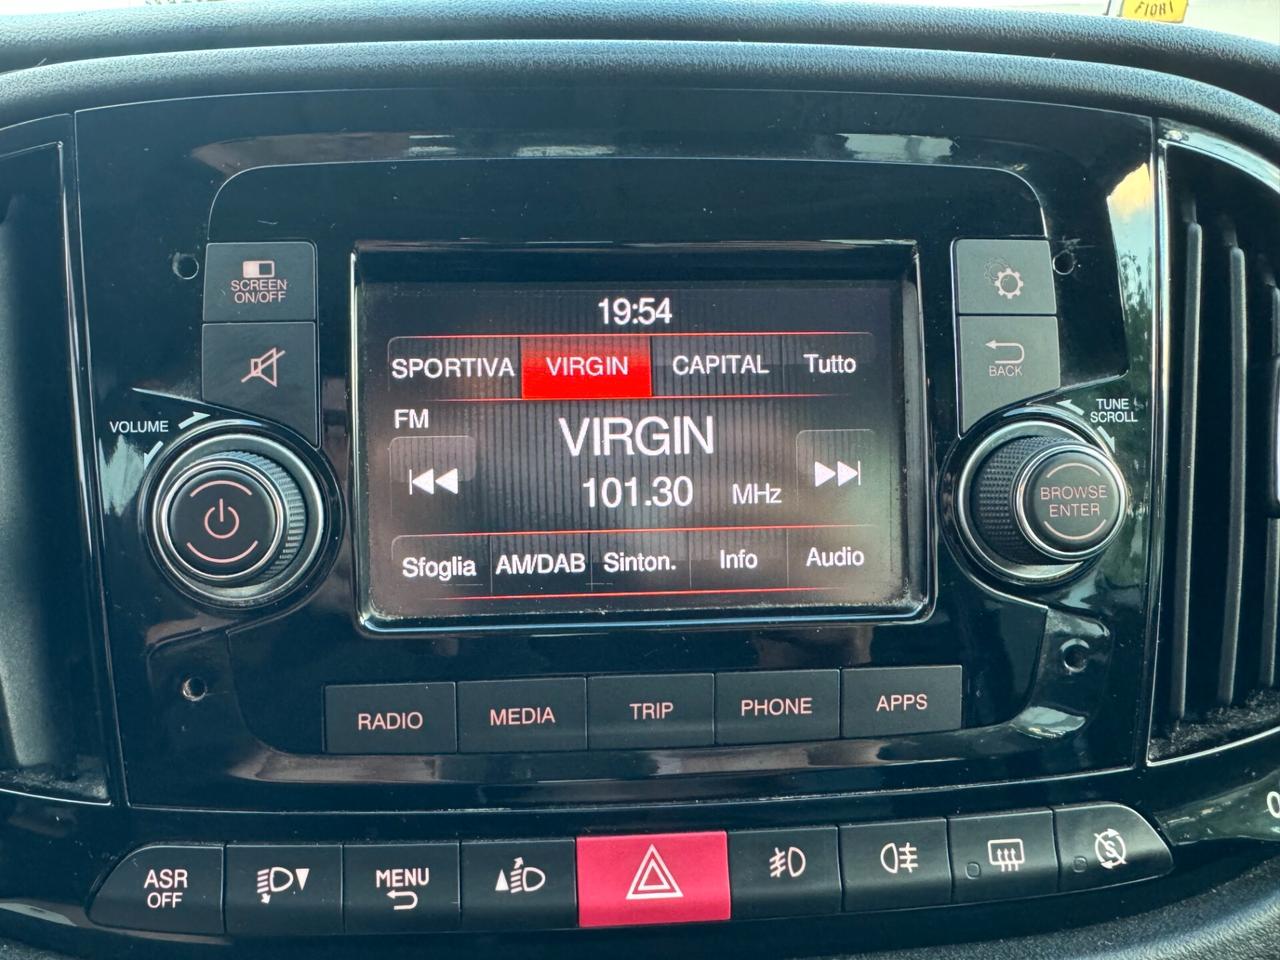 FIORI
SCREEN
ON/OFF
VOLUME
19:54
SPORTIVA VIRGIN CAPITAL Tutto
FM
VIRGIN
101.30 MHz
Sfoglia AM/DAB Sinton. Info Audio
BACK
TUNE
SCROLL
BROWSE
ENTER
RADIO MEDIA TRIP PHONE APPS
ASR
OFF
MENU